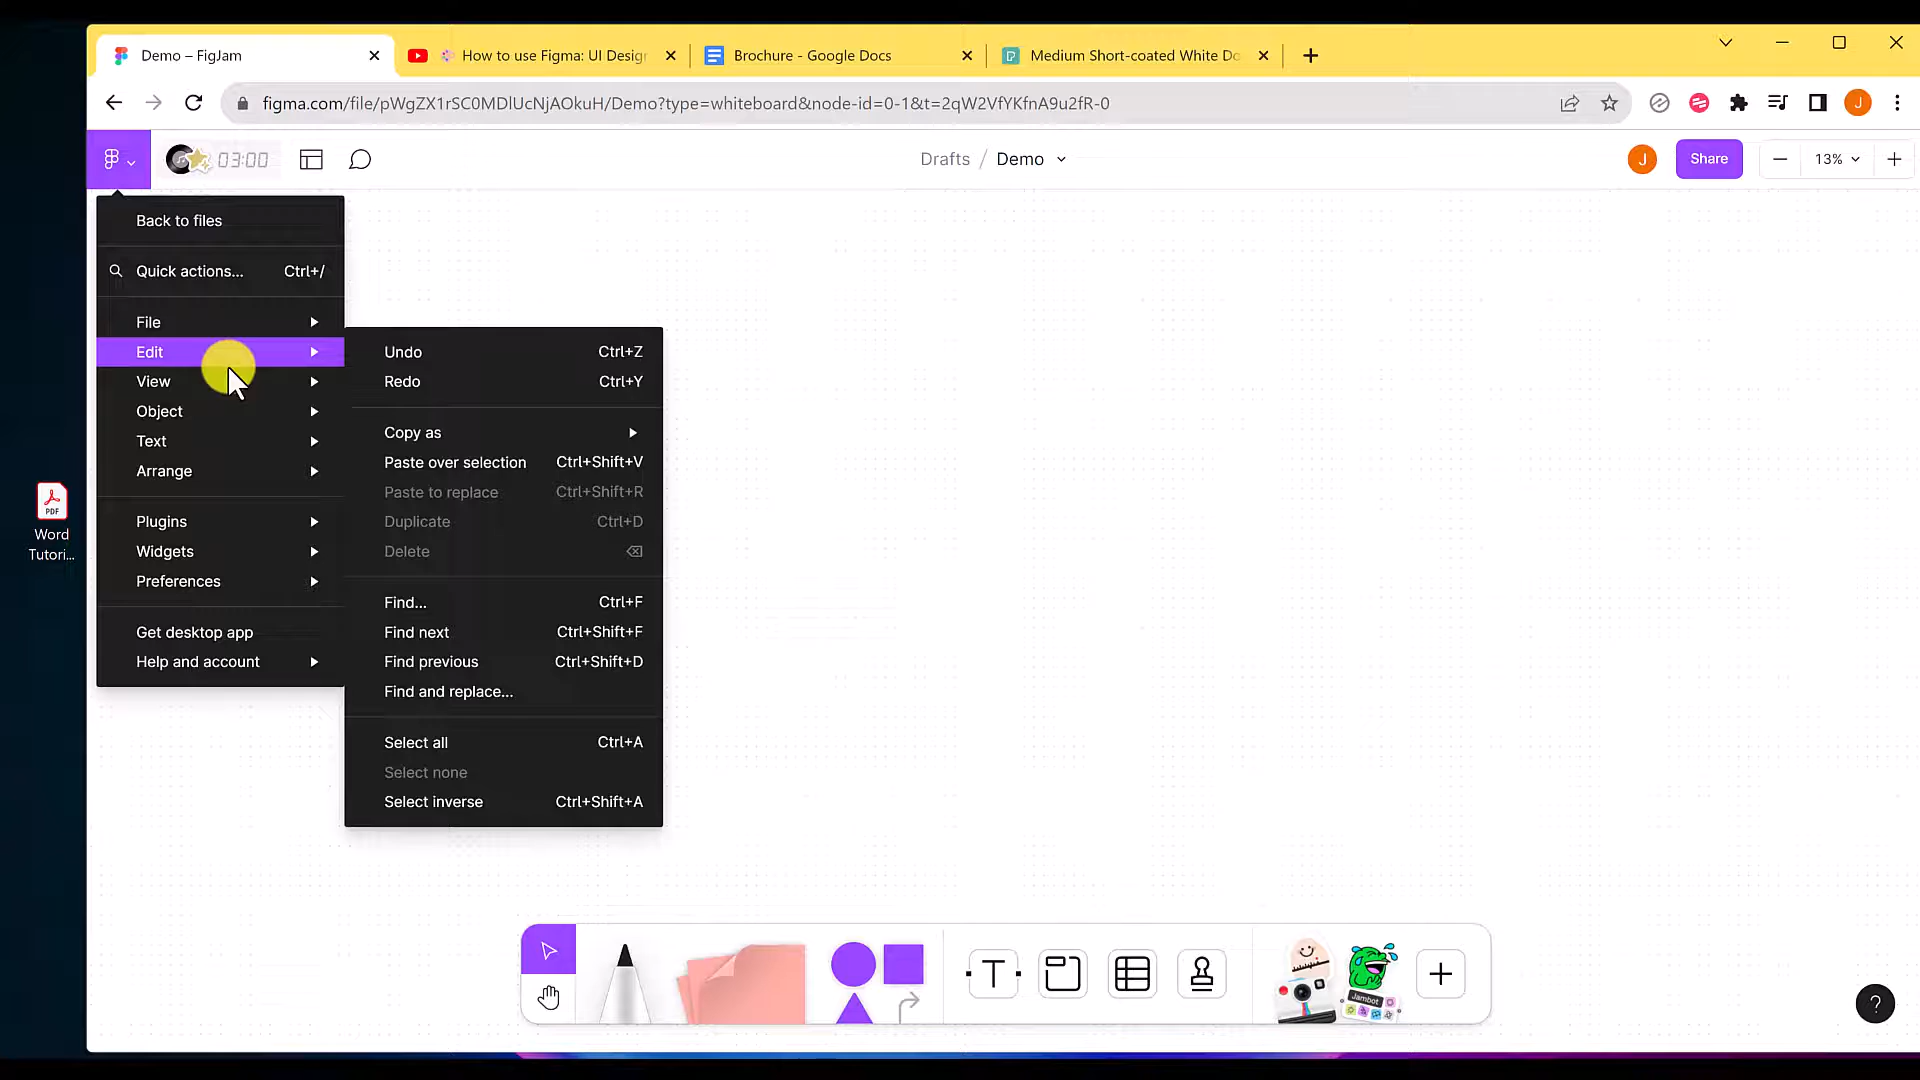 Demo – FigJam
How to use Figma: UI Design
Brochure - Google Docs
Medium Short-coated White Do
figma.com/file/pWgZX1rSC0MDlUcNjAOkuH/Demo?type=whiteboard&node-id=0-1&t=2qW2VfYKfnA9u2fR-0
J
03:00
Drafts / Demo
J
Share
13%
Back to files
Quick actions... Ctrl+/
File
Edit
View
Object
Text
Arrange
Plugins
Widgets
Preferences
Get desktop app
Help and account
Undo Ctrl+Z
Redo Ctrl+Y
Copy as
Paste over selection Ctrl+Shift+V
Paste to replace Ctrl+Shift+R
Duplicate Ctrl+D
Delete
Find... Ctrl+F
Find next Ctrl+Shift+F
Find previous Ctrl+Shift+D
Find and replace...
Select all Ctrl+A
Select none
Select inverse Ctrl+Shift+A
PDF
Word
Tutori...
T
Jambot
?